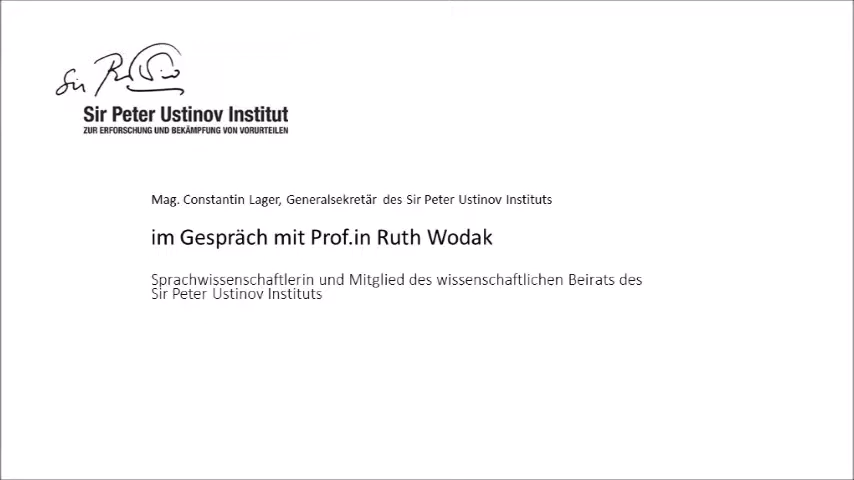 Sir Peter Ustinov Institut
ZUR ERFORSCHUNG UND BEKÄMPFUNG VON VORURTEILEN
Mag. Constantin Lager, Generalsekretär des Sir Peter Ustinov Instituts
im Gespräch mit Prof.in Ruth Wodak
Sprachwissenschaftlerin und Mitglied des wissenschaftlichen Beirats des
Sir Peter Ustinov Instituts